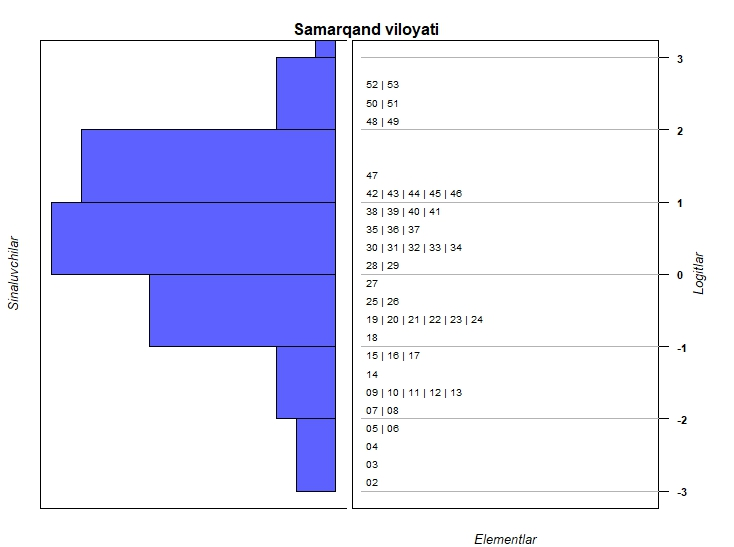 Samarqand viloyati
3
52 | 53
50 | 51
48 | 49
2
47
42 | 43 | 44 | 45 | 46
1
38 | 39 | 40 | 41
35 | 36 | 37
30 | 31 | 32 | 33 | 34
28 | 29
0
27
25 | 26
19 | 20 | 21 | 22 | 23 | 24
18
-1
15 | 16 | 17
14
09 | 10 | 11 | 12 | 13
07 | 08
-2
05 | 06
04
03
02
-3
Sinaluvchilar
Logitlar
Elementlar